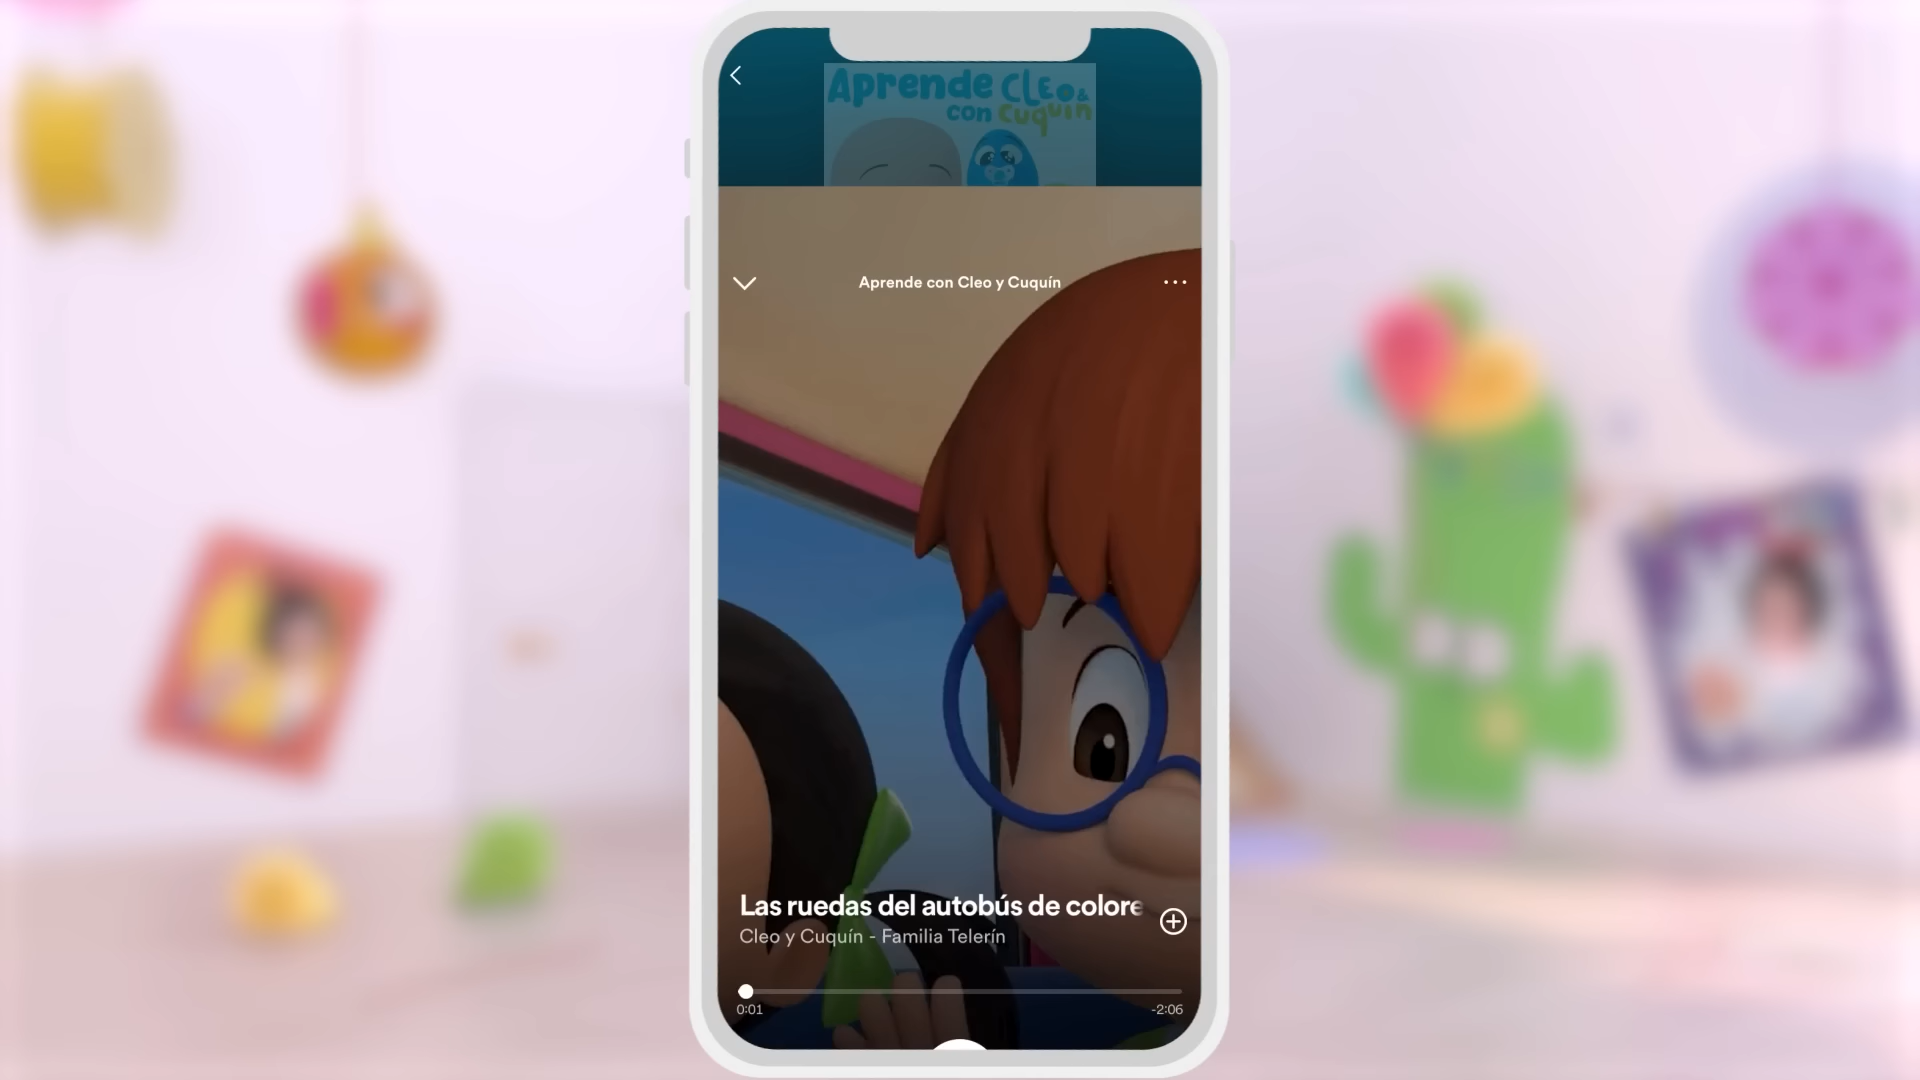 Aprende CLEO &
con cuquín
Aprende con Cleo y Cuquín
Las ruedas del autobús de colore
Cleo y Cuquín - Familia Telerín
0:01
-2:06